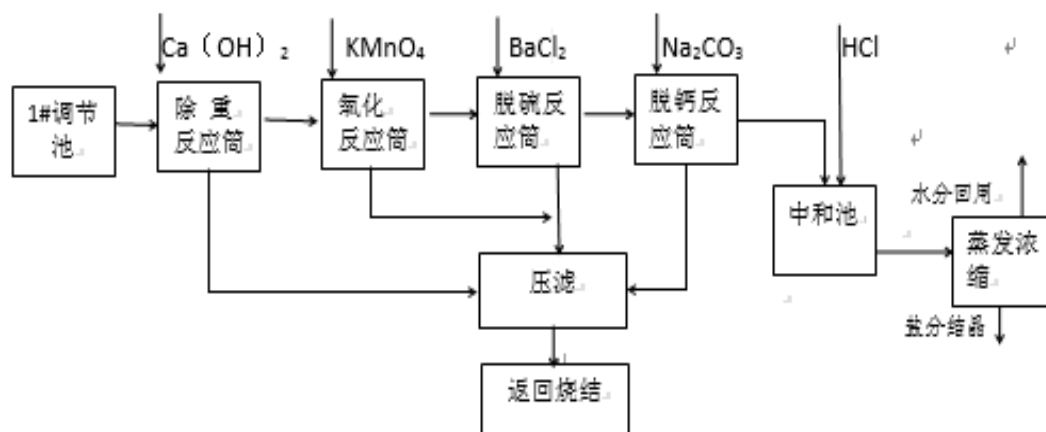 Ca（OH）₂
KMnO₄
BaCl₂
Na₂CO₃
HCl
1#调节
池
除 重
反应筒
氧化
反应筒
脱硫反
应筒
脱钙反
应筒
中和池
水分回用
蒸发浓
缩
盐分结晶
压滤
返回烧结